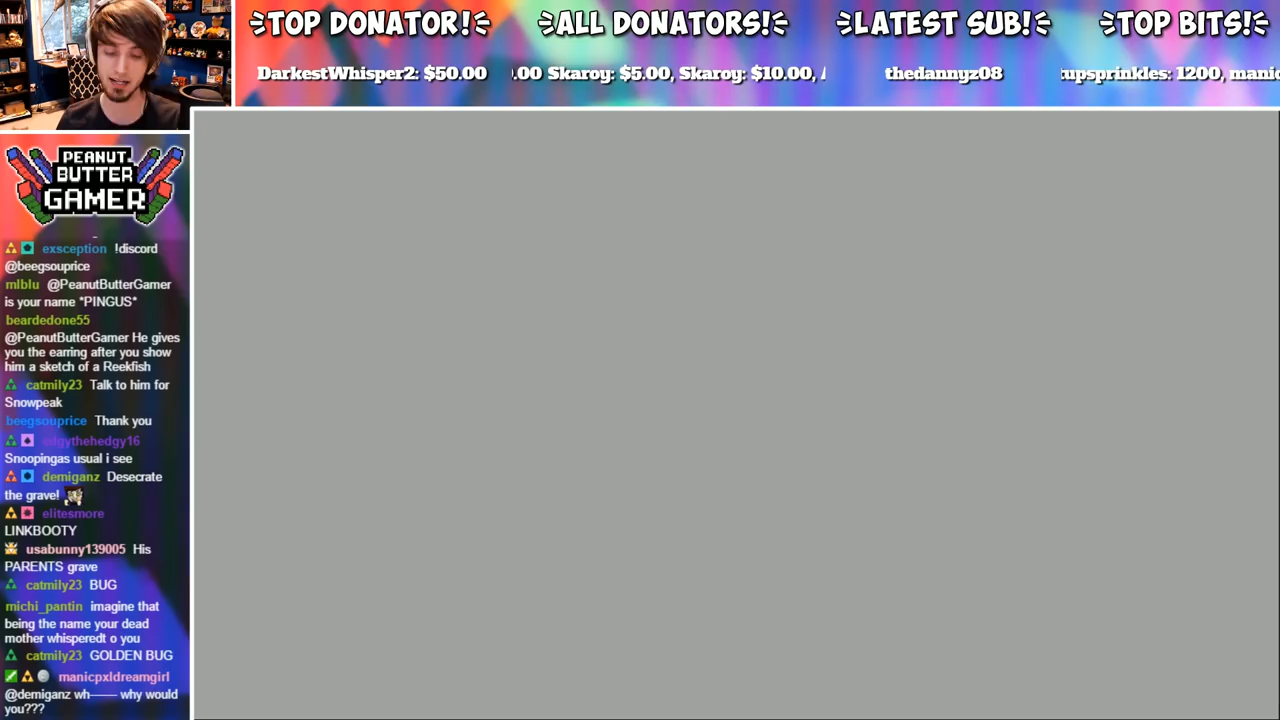 TOP DONATOR!
ALL DONATORS!
LATEST SUB!
TOP BITS!
DarkestWhisper2: $50.00
.00 Skaroy: $5.00, Skaroy: $10.00,
thedannyz08
cupsprinkles: 1200, manic
PEANUT
BUTTER
GAMER
exsception !discord
@beegsouprice
mlblu @PeanutButterGamer
is your name *PINGUS*
beardedone55
@PeanutButterGamer He gives
you the earring after you show
him a sketch of a Reekfish
catmily23 Talk to him for
Snowpeak
beegsouprice Thank you
edgythehedgy16
Snoopingas usual i see
demiganz Desecrate
the grave!
elitesmore
LINKBOOTY
usabunny139005 His
PARENTS grave
catmily23 BUG
michi_pantin imagine that
being the name your dead
mother whisperedt o you
catmily23 GOLDEN BUG
manicpxldreamgirl
@demiganz wh—— why would
you???